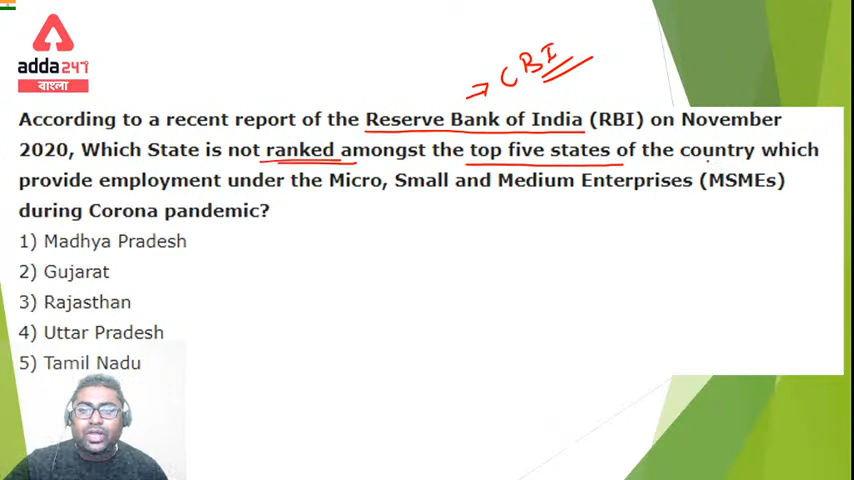 adda247
বাংলা
⇒ CBI
According to a recent report of the Reserve Bank of India (RBI) on November
2020, Which State is not ranked amongst the top five states of the country which
provide employment under the Micro, Small and Medium Enterprises (MSMEs)
during Corona pandemic?
1) Madhya Pradesh
2) Gujarat
3) Rajasthan
4) Uttar Pradesh
5) Tamil Nadu